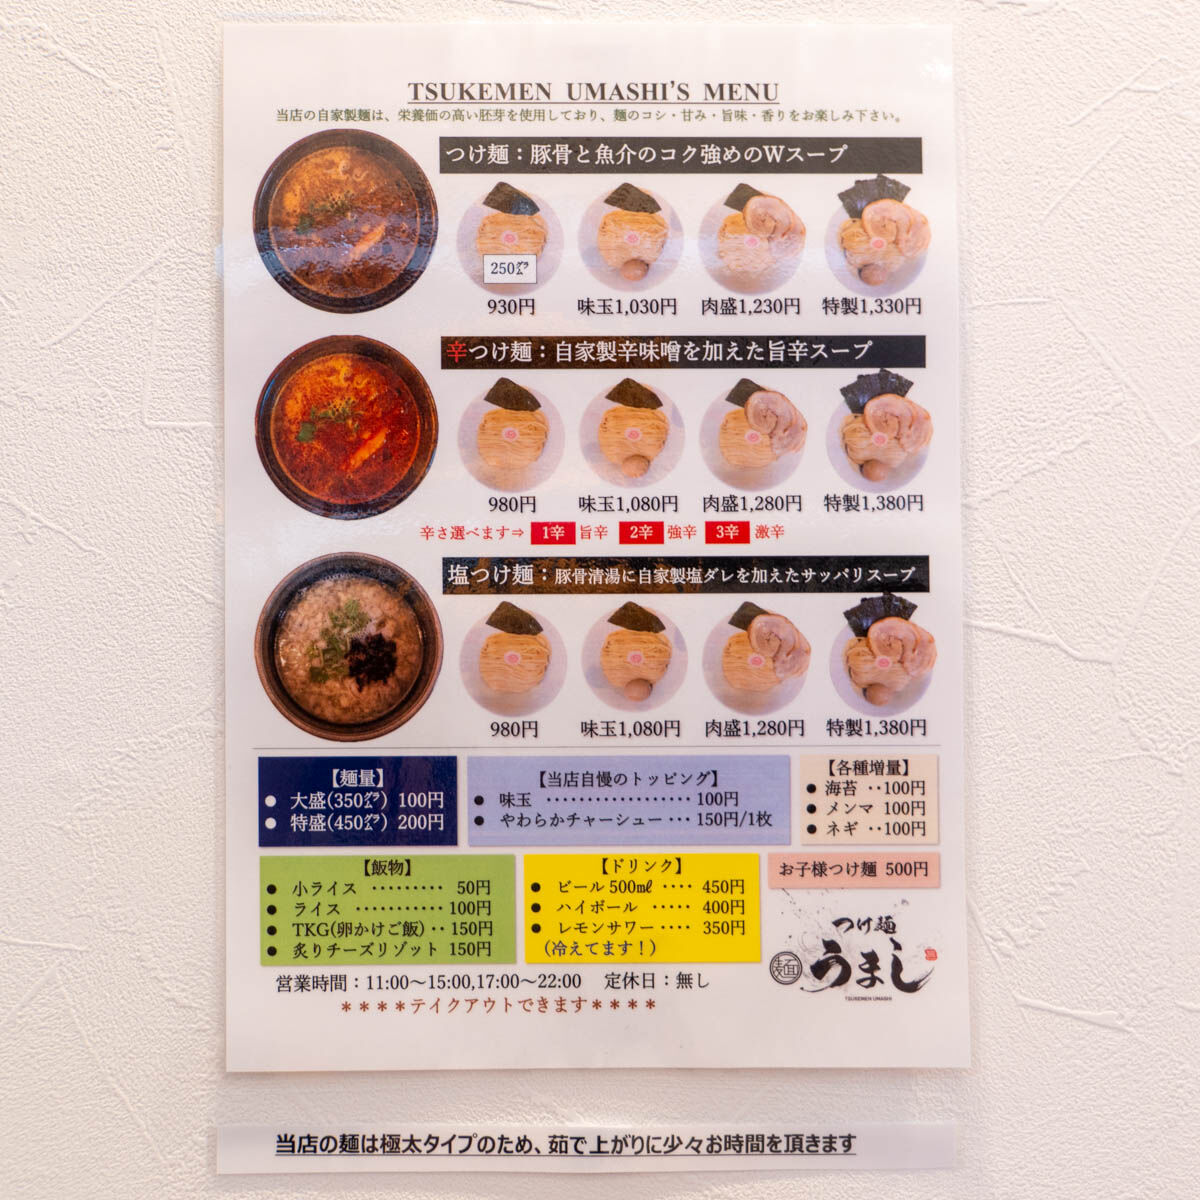 TSUKEMEN UMASHI'S MENU
当店の自家製麺は、栄養価の高い胚芽を使用しており、麺のコシ・甘み・旨味・香りをお楽しみ下さい。
つけ麺：豚骨と魚介のコク強めのWスープ
250㌘
930円 味玉1,030円 肉盛1,230円 特製1,330円
辛つけ麺：自家製辛味噌を加えた旨辛スープ
980円 味玉1,080円 肉盛1,280円 特製1,380円
辛さ選べます⇒ 1辛 旨辛 2辛 強辛 3辛 激辛
塩つけ麺：豚骨清湯に自家製塩ダレを加えたサッパリスープ
980円 味玉1,080円 肉盛1,280円 特製1,380円
【麺量】
● 大盛(350㌘) 100円
● 特盛(450㌘) 200円
【当店自慢のトッピング】
● 味玉 ・・・・・・・・・・・・・・・・・・ 100円
● やわらかチャーシュー・・・ 150円/1枚
【各種増量】
● 海苔 ・・100円
● メンマ 100円
● ネギ ・・100円
【飯物】
● 小ライス ・・・・・・・・・ 50円
● ライス ・・・・・・・・・・・ 100円
● TKG(卵かけご飯)・・150円
● 炙りチーズリゾット 150円
【ドリンク】
● ビール500㎖ ・・・・ 450円
● ハイボール ・・・・・ 400円
● レモンサワー・・・・ 350円
(冷えてます！)
お子様つけ麺 500円
つけ麺
麺 うまし
TSUKEMEN UMASHI
営業時間：11:00〜15:00,17:00〜22:00 定休日：無し
＊＊＊＊テイクアウトできます＊＊＊＊
当店の麺は極太タイプのため、茹で上がりに少々お時間を頂きます